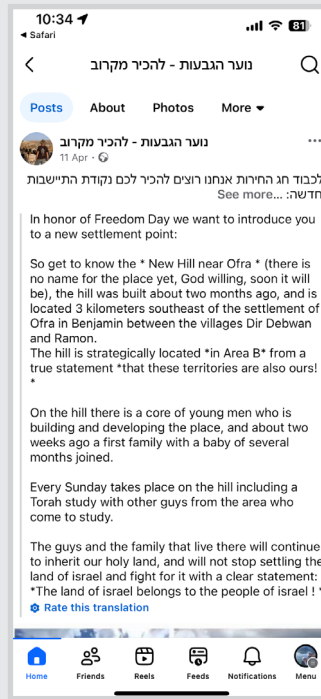 10:34
81
◄ Safari
נוער הגבעות - להכיר מקרוב
Posts About Photos More
נוער הגבעות - להכיר מקרוב
11 Apr ·
לכבוד חג החירות אנחנו רוצים להכיר לכם נקודת התיישבות
חדשה: ...See more
In honor of Freedom Day we want to introduce you
to a new settlement point:
So get to know the * New Hill near Ofra * (there is
no name for the place yet, God willing, soon it will
be), the hill was built about two months ago, and is
located 3 kilometers southeast of the settlement of
Ofra in Benjamin between the villages Dir Debwan
and Ramon.
The hill is strategically located *in Area B* from a
true statement *that these territories are also ours!
*
On the hill there is a core of young men who is
building and developing the place, and about two
weeks ago a first family with a baby of several
months joined.
Every Sunday takes place on the hill including a
Torah study with other guys from the area who
come to study.
The guys and the family that live there will continue
to inherit our holy land, and will not stop settling the
land of israel and fight for it with a clear statement:
*The land of israel belongs to the people of israel ! *
Rate this translation
Home Friends Reels Feeds Notifications Menu